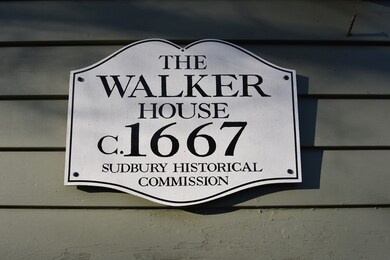 THE
WALKER
HOUSE
C.1667
SUDBURY HISTORICAL
COMMISSION